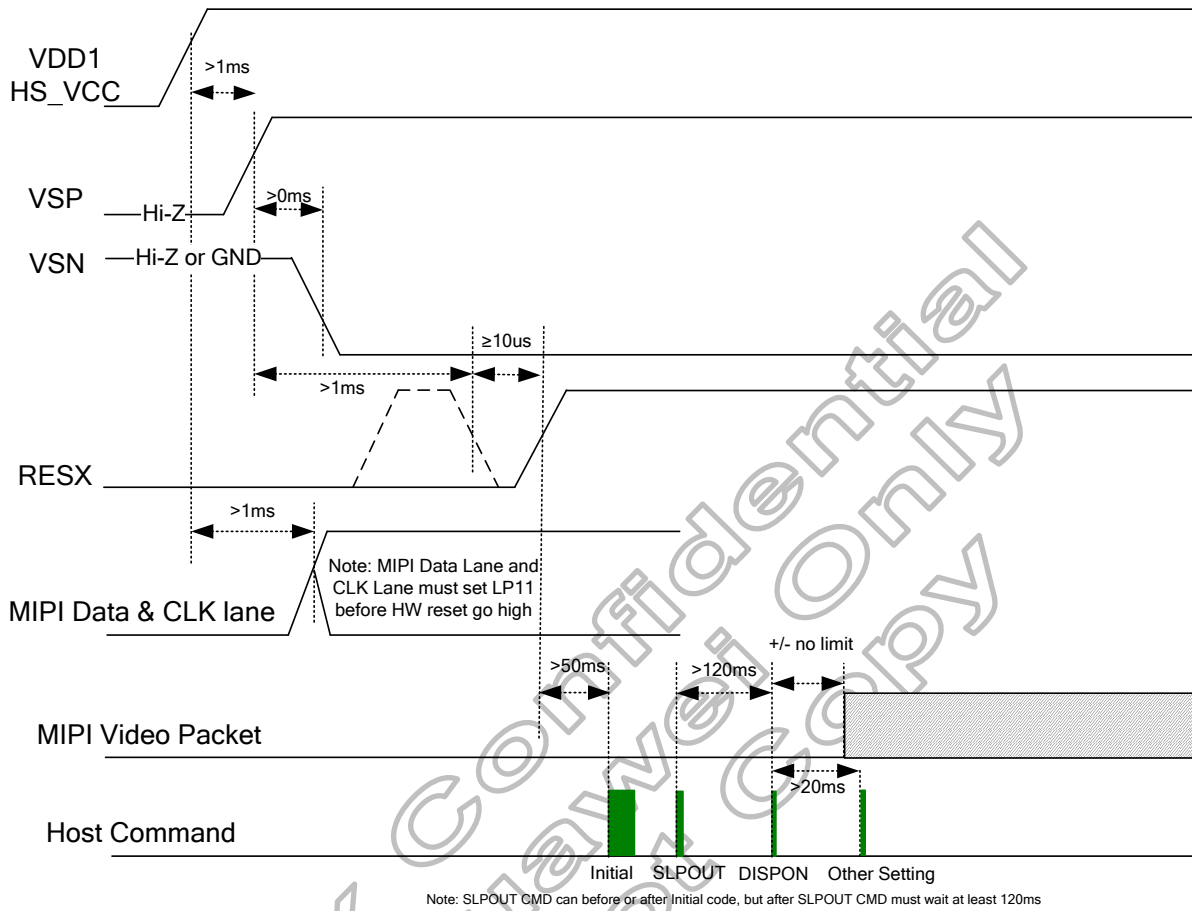 VDD1
HS_VCC
>1ms
VSP
Hi-Z
>0ms
VSN
Hi-Z or GND
≥10us
>1ms
RESX
>1ms
Note: MIPI Data Lane and
CLK Lane must set LP11
before HW reset go high
MIPI Data & CLK lane
+/- no limit
>50ms
>120ms
MIPI Video Packet
>20ms
Host Command
Initial SLPOUT DISPON Other Setting
Note: SLPOUT CMD can before or after Initial code, but after SLPOUT CMD must wait at least 120ms
Confidential
Only
Copy